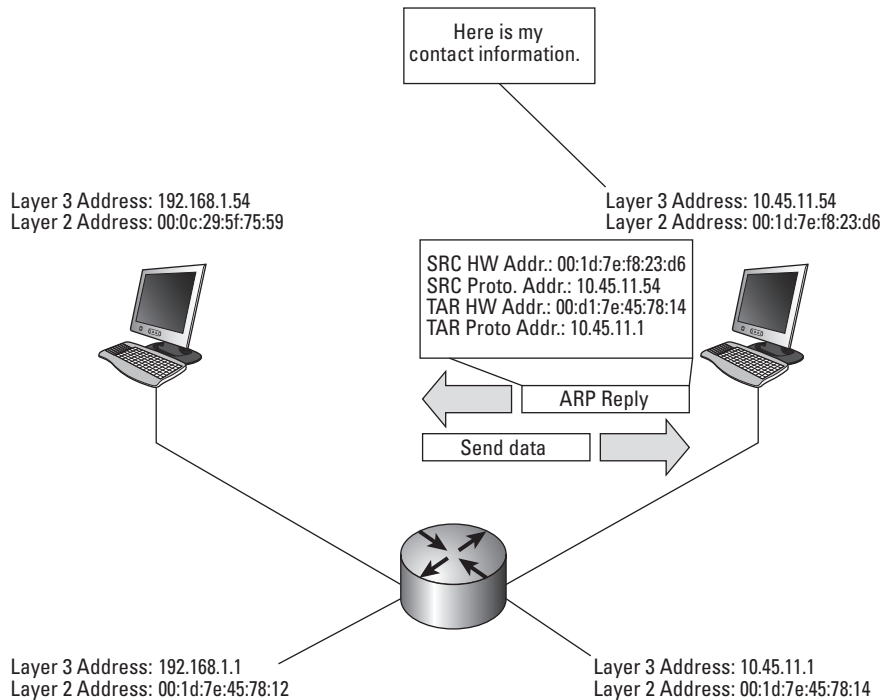 Here is my
contact information.
Layer 3 Address: 192.168.1.54
Layer 2 Address: 00:0c:29:5f:75:59
Layer 3 Address: 10.45.11.54
Layer 2 Address: 00:1d:7e:f8:23:d6
SRC HW Addr.: 00:1d:7e:f8:23:d6
SRC Proto. Addr.: 10.45.11.54
TAR HW Addr.: 00:d1:7e:45:78:14
TAR Proto Addr.: 10.45.11.1
ARP Reply
Send data
Layer 3 Address: 192.168.1.1
Layer 2 Address: 00:1d:7e:45:78:12
Layer 3 Address: 10.45.11.1
Layer 2 Address: 00:1d:7e:45:78:14